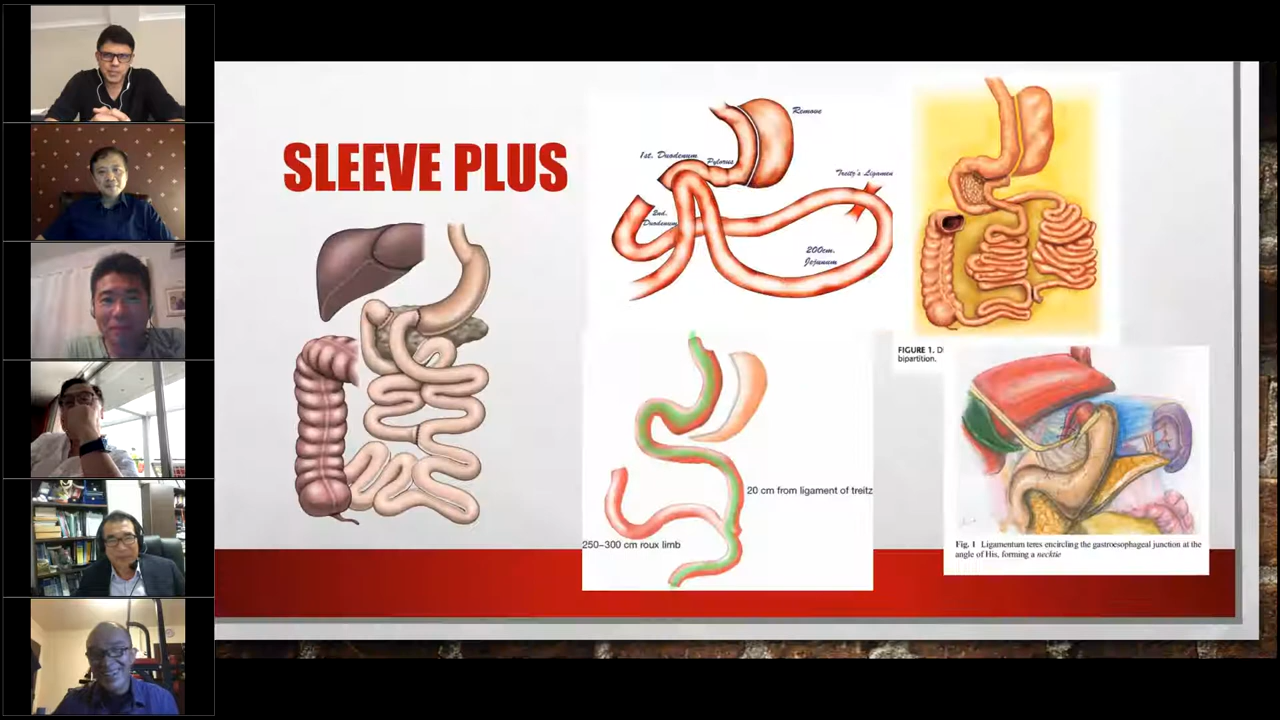 SLEEVE PLUS
Remove
1st. Duodenum
Pylorus
Treitz's Ligamen
2nd.
Duodenum
200cm.
Jejunum
FIGURE 1. D
bipartition.
20 cm from ligament of treitz
250–300 cm roux limb
Fig. 1 Ligamentum teres encircling the gastroesophageal junction at the
angle of His, forming a necktie